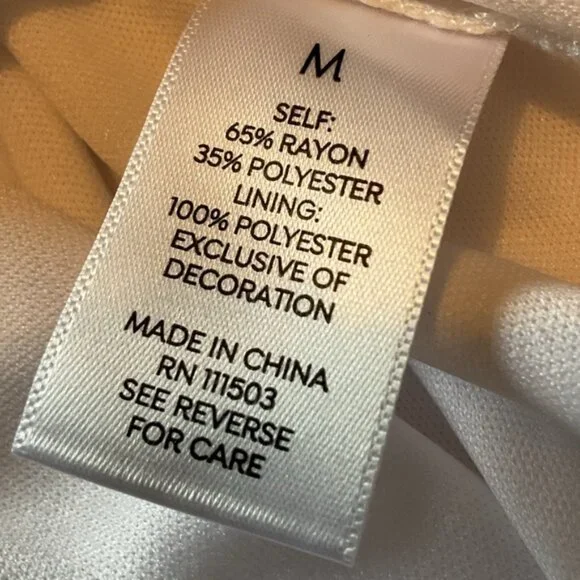 M
SELF:
65% RAYON
35% POLYESTER
LINING:
100% POLYESTER
EXCLUSIVE OF
DECORATION
MADE IN CHINA
RN 111503
SEE REVERSE
FOR CARE